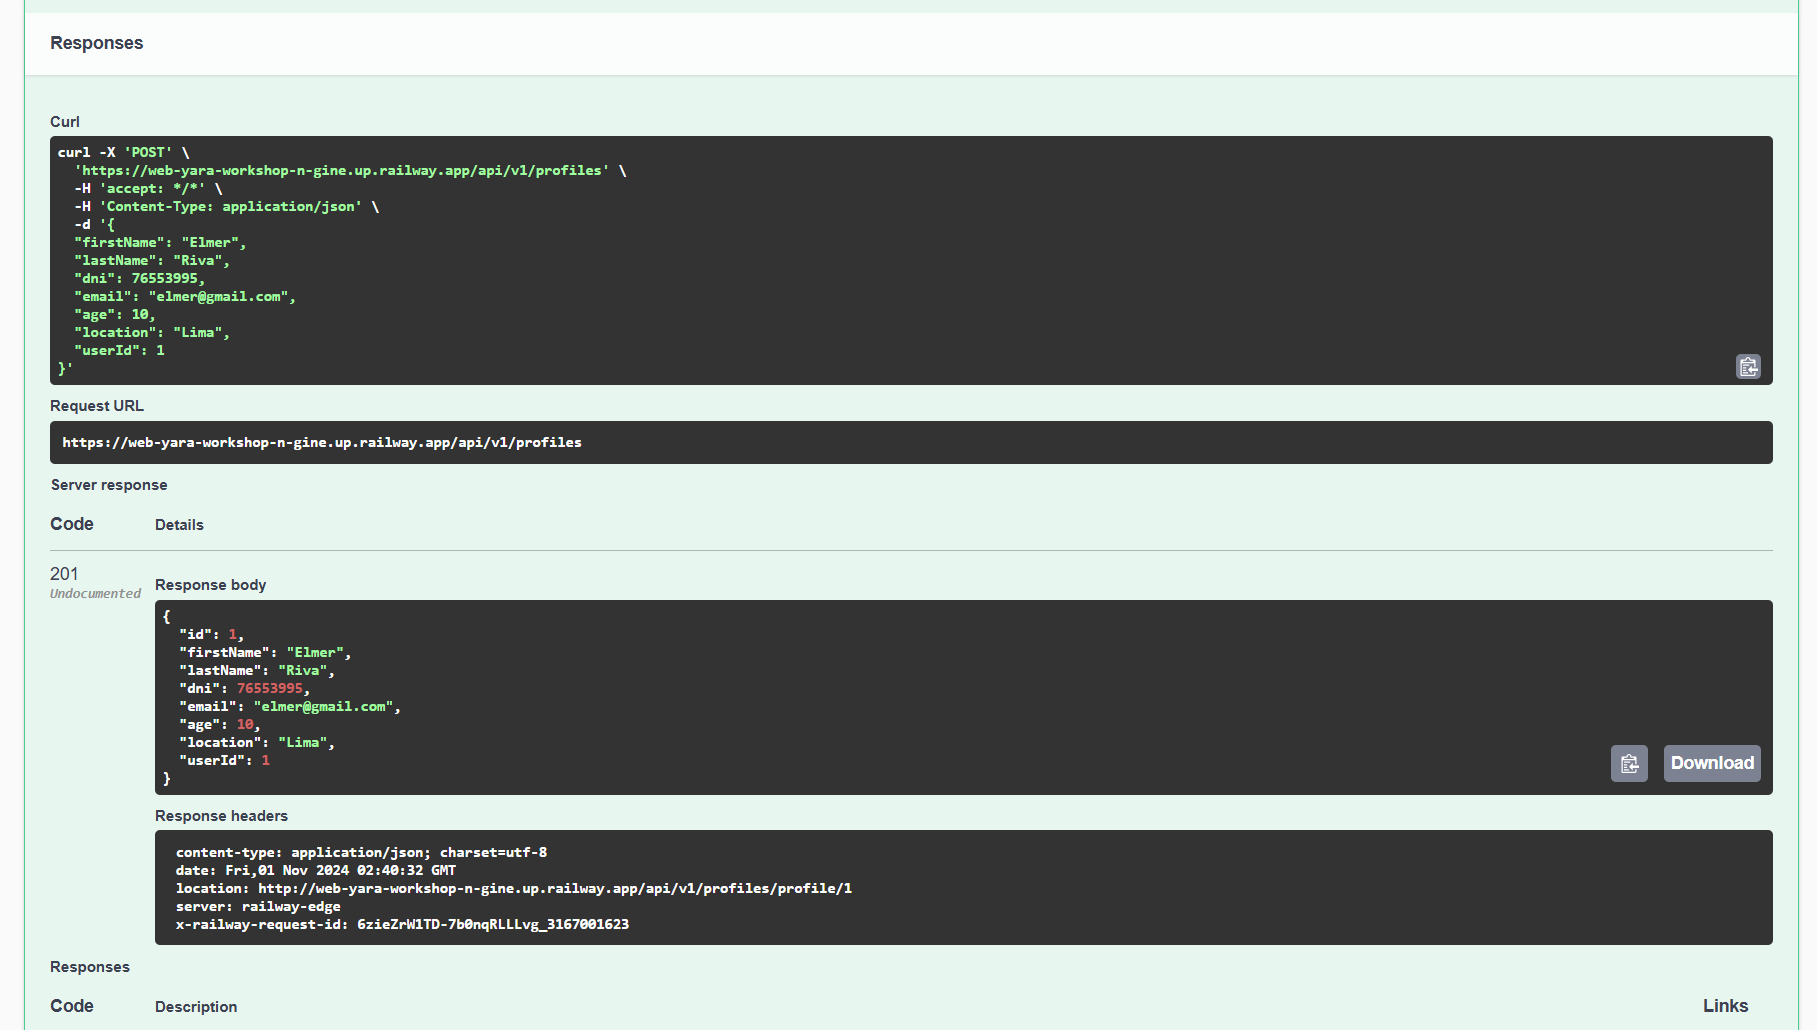 Responses
Curl
curl -X 'POST' \
  'https://web-yara-workshop-n-gine.up.railway.app/api/v1/profiles' \
  -H 'accept: */*' \
  -H 'Content-Type: application/json' \
  -d '{
  "firstName": "Elmer",
  "lastName": "Riva",
  "dni": 76553995,
  "email": "elmer@gmail.com",
  "age": 10,
  "location": "Lima",
  "userId": 1
}'
Request URL
https://web-yara-workshop-n-gine.up.railway.app/api/v1/profiles
Server response
Code Details
201
Undocumented
Response body
{
  "id": 1,
  "firstName": "Elmer",
  "lastName": "Riva",
  "dni": 76553995,
  "email": "elmer@gmail.com",
  "age": 10,
  "location": "Lima",
  "userId": 1
}
Download
Response headers
content-type: application/json; charset=utf-8
date: Fri,01 Nov 2024 02:40:32 GMT
location: http://web-yara-workshop-n-gine.up.railway.app/api/v1/profiles/profile/1
server: railway-edge
x-railway-request-id: 6zieZrW1TD-7b0nqRLLLvg_3167001623
Responses
Code Description Links